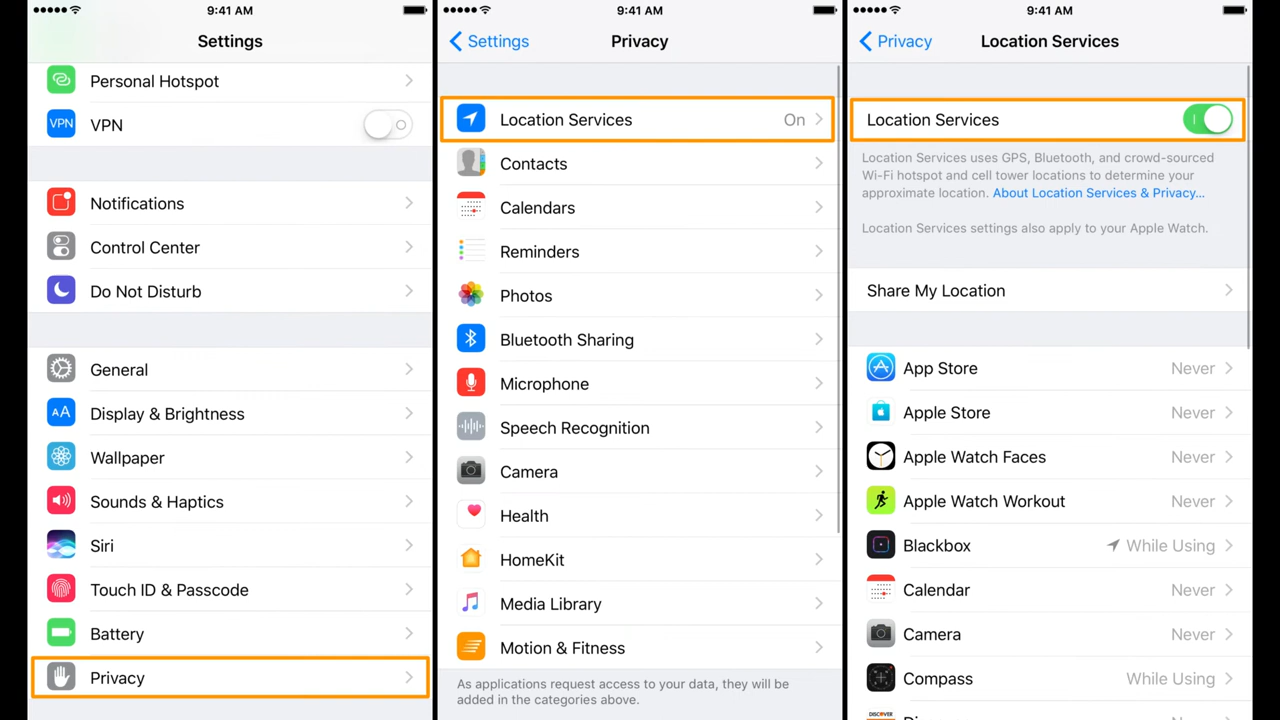 9:41 AM
Settings
Personal Hotspot
VPN VPN
Notifications
Control Center
Do Not Disturb
General
AA Display & Brightness
Wallpaper
Sounds & Haptics
Siri
Touch ID & Passcode
Battery
Privacy
9:41 AM
Settings Privacy
Location Services On
Contacts
Calendars
Reminders
Photos
Bluetooth Sharing
Microphone
Speech Recognition
Camera
Health
HomeKit
Media Library
Motion & Fitness
As applications request access to your data, they will be
added in the categories above.
9:41 AM
Privacy Location Services
Location Services
Location Services uses GPS, Bluetooth, and crowd-sourced
Wi-Fi hotspot and cell tower locations to determine your
approximate location. About Location Services & Privacy...
Location Services settings also apply to your Apple Watch.
Share My Location
App Store Never
Apple Store Never
Apple Watch Faces Never
Apple Watch Workout Never
Blackbox While Using
Calendar Never
Camera Never
Compass While Using
DISCOVER